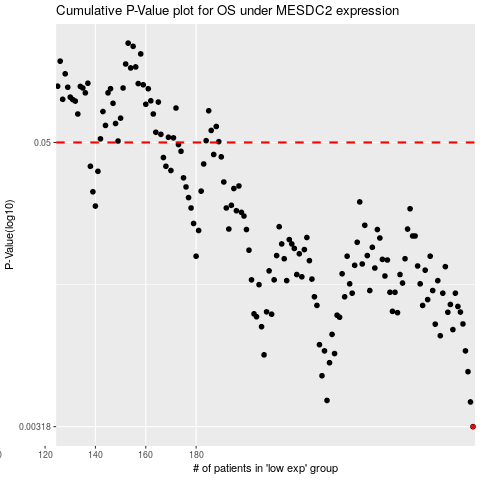 Cumulative P-Value plot for OS under MESDC2 expression
P-Value(log10)
0.05
0.00318
0
120
140
160
180
# of patients in 'low exp' group